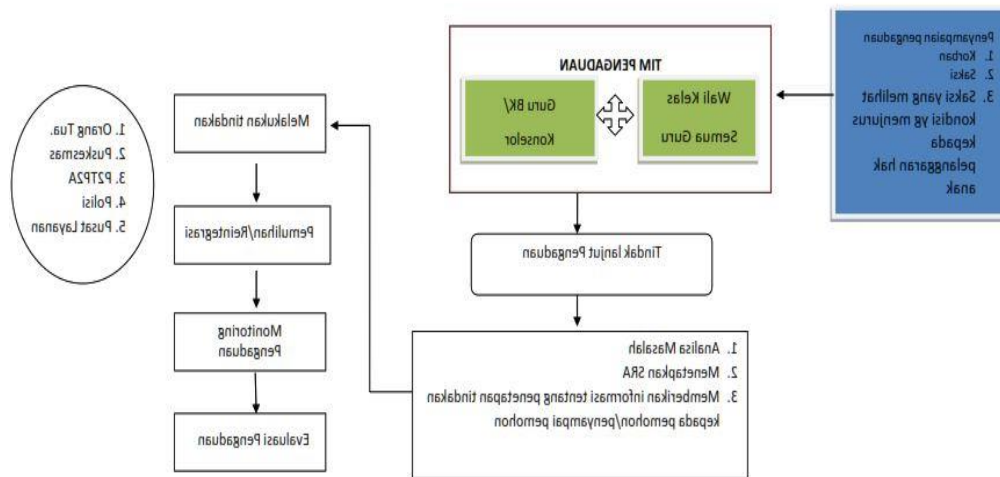 Penyampaian pengaduan
1. Korban
2. Saksi
3. Saksi yang melihat
kondisi yg menjurus
kepada
pelanggaran hak
anak
TIM PENGADUAN
Wali Kelas
Semua Guru
Guru BK/
Konselor
Tindak lanjut Pengaduan
1. Analisa Masalah
2. Menetapkan SRA
3. Memberikan informasi tentang penetapan tindakan
kepada pemohon/penyampai pemohon
Melakukan tindakan
Pemulihan/Reintegrasi
Monitoring
Pengaduan
Evaluasi Pengaduan
1. Orang Tua.
2. Puskesmas
3. P2TP2A
4. Polisi
5. Pusat Layanan